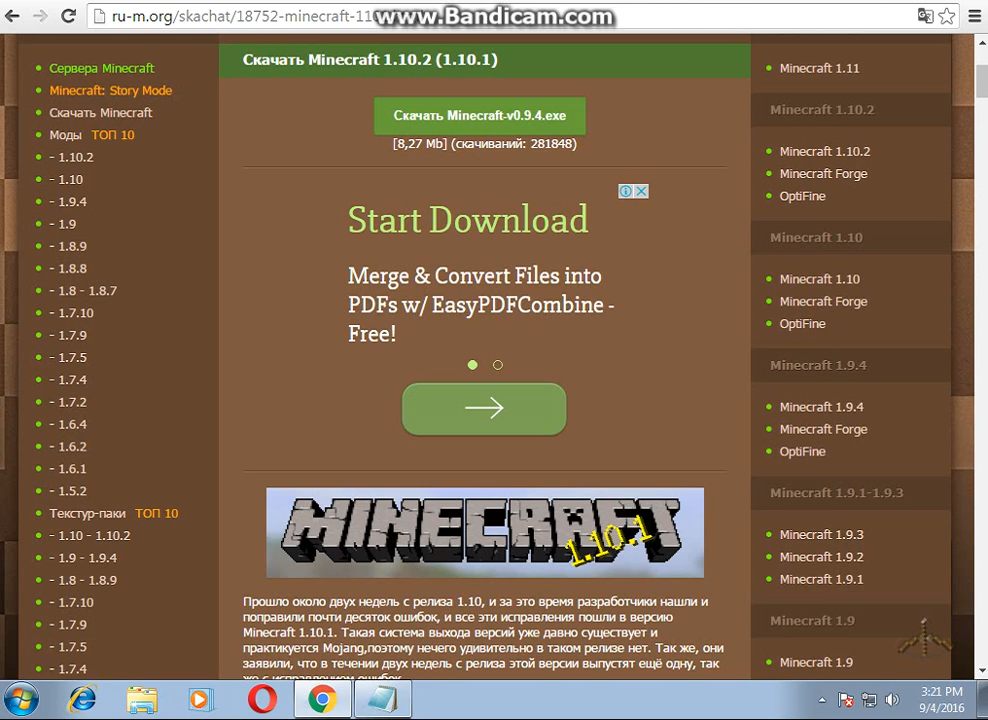 ru-m.org/skachat/18752-minecraft-11
www.Bandicam.com
Сервера Minecraft
Minecraft: Story Mode
Скачать Minecraft
Моды ТОП 10
- 1.10.2
- 1.10
- 1.9.4
- 1.9
- 1.8.9
- 1.8.8
- 1.8 - 1.8.7
- 1.7.10
- 1.7.9
- 1.7.5
- 1.7.4
- 1.7.2
- 1.6.4
- 1.6.2
- 1.6.1
- 1.5.2
Текстур-паки ТОП 10
- 1.10 - 1.10.2
- 1.9 - 1.9.4
- 1.8 - 1.8.9
- 1.7.10
- 1.7.9
- 1.7.5
- 1.7.4
Скачать Minecraft 1.10.2 (1.10.1)
Скачать Minecraft-v0.9.4.exe
[8,27 Mb] (скачиваний: 281848)
Start Download
Merge & Convert Files into
PDFs w/ EasyPDFCombine -
Free!
MINECRAFT
1.10.1
Прошло около двух недель с релиза 1.10, и за это время разработчики нашли и
поправили почти десяток ошибок, и все эти исправления пошли в версию
Minecraft 1.10.1. Такая система выхода версий уже давно существует и
практикуется Mojang,поэтому нечего удивительно в таком релизе нет. Так же, они
заявили, что в течении двух недель с релиза этой версии выпустят ещё одну, так
же с исправлением ошибок.
Minecraft 1.11
Minecraft 1.10.2
Minecraft 1.10.2
Minecraft Forge
OptiFine
Minecraft 1.10
Minecraft 1.10
Minecraft Forge
OptiFine
Minecraft 1.9.4
Minecraft 1.9.4
Minecraft Forge
OptiFine
Minecraft 1.9.1-1.9.3
Minecraft 1.9.3
Minecraft 1.9.2
Minecraft 1.9.1
Minecraft 1.9
Minecraft 1.9
3:21 PM
9/4/2016